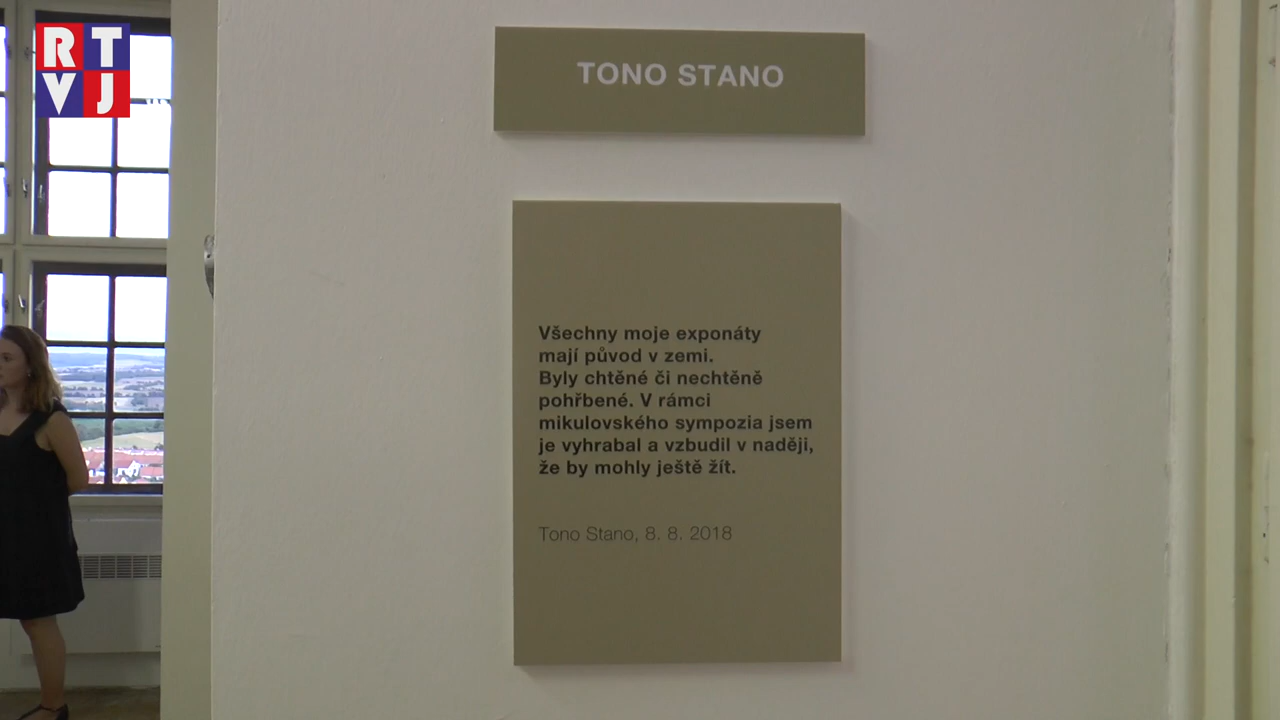 RT
VJ
TONO STANO
Všechny moje exponáty
mají původ v zemi.
Byly chtěné či nechtěně
pohřbené. V rámci
mikulovského sympozia jsem
je vyhrabal a vzbudil v naději,
že by mohly ještě žít.
Tono Stano, 8. 8. 2018